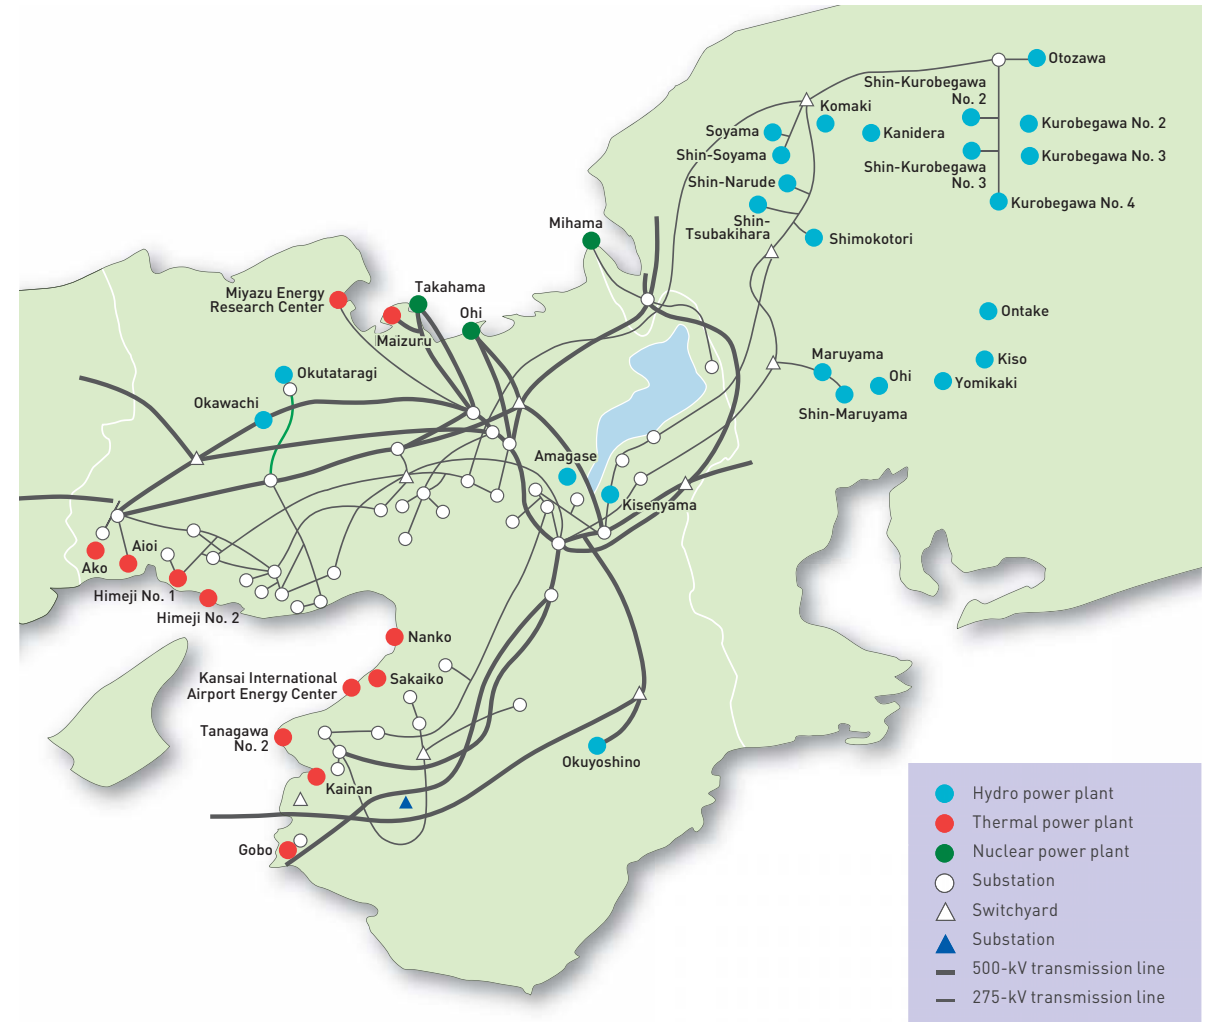 Otozawa
Shin-Kurobegawa
No. 2
Komaki
Kurobegawa No. 2
Soyama
Kanidera
Shin-Soyama
Kurobegawa No. 3
Shin-Kurobegawa
No. 3
Shin-Narude
Kurobegawa No. 4
Shin-
Tsubakihara
Mihama
Shimokotori
Miyazu Energy
Research Center
Takahama
Ohi
Maizuru
Ontake
Okutataragi
Maruyama
Kiso
Ohi
Yomikaki
Okawachi
Shin-Maruyama
Amagase
Kisenyama
Aioi
Ako
Himeji No. 1
Himeji No. 2
Nanko
Kansai International
Airport Energy Center
Sakaiko
Tanagawa
No. 2
Okuyoshino
Kainan
Gobo
Hydro power plant
Thermal power plant
Nuclear power plant
Substation
Switchyard
Substation
500-kV transmission line
275-kV transmission line